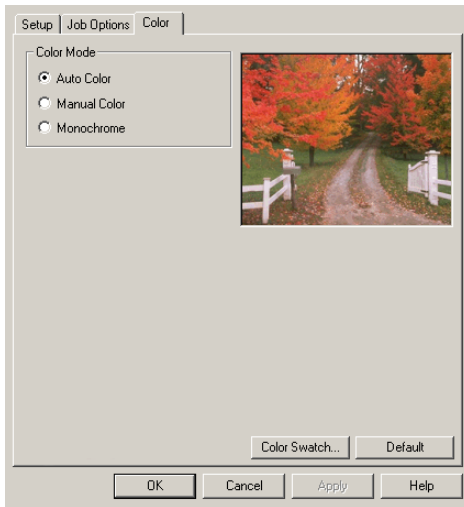 Setup Job Options Color
Color Mode
Auto Color
Manual Color
Monochrome
Color Swatch... Default
OK Cancel Apply Help